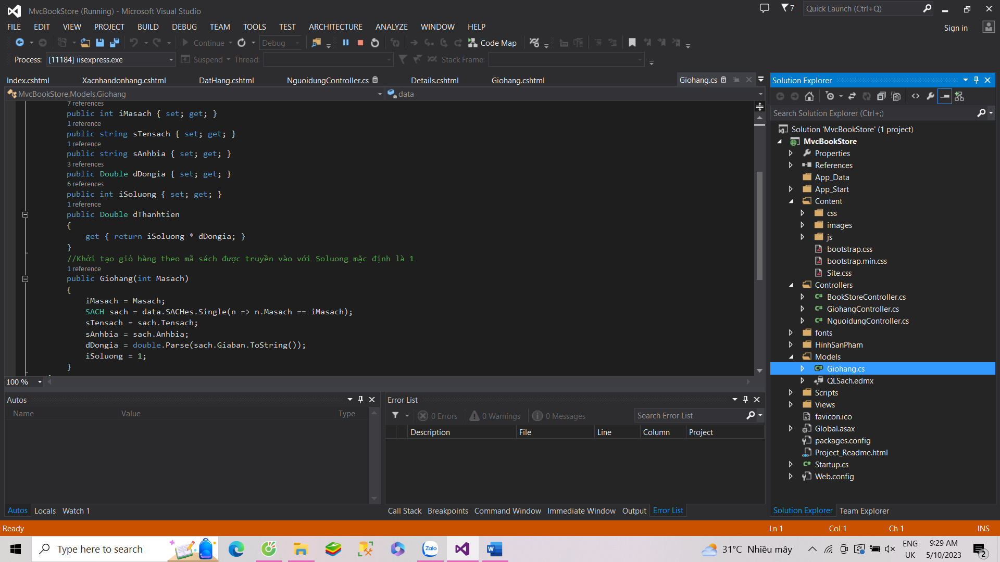 MvcBookStore (Running) - Microsoft Visual Studio
7
Quick Launch (Ctrl+Q)
FILE EDIT VIEW PROJECT BUILD DEBUG TEAM TOOLS TEST ARCHITECTURE ANALYZE WINDOW HELP
Sign in
Continue Debug Code Map
Process: [11184] iisexpress.exe Suspend Thread: Stack Frame:
Index.cshtml Xacnhandonhang.cshtml DatHang.cshtml NguoidungController.cs Details.cshtml Giohang.cshtml Giohang.cs
MvcBookStore.Models.Giohang data
7 references
public int iMasach { set; get; }
1 reference
public string sTensach { set; get; }
1 reference
public string sAnhbia { set; get; }
3 references
public Double dDongia { set; get; }
6 references
public int iSoluong { set; get; }
1 reference
public Double dThanhtien
{
get { return iSoluong * dDongia; }
}
//Khởi tạo giỏ hàng theo mã sách được truyền vào với Soluong mặc định là 1
1 reference
public Giohang(int Masach)
{
iMasach = Masach;
SACH sach = data.SACHes.Single(n => n.Masach == iMasach);
sTensach = sach.Tensach;
sAnhbia = sach.Anhbia;
dDongia = double.Parse(sach.Giaban.ToString());
iSoluong = 1;
}
100 %
Autos
Name Value Type
Autos Locals Watch 1
Error List
0 Errors 0 Warnings 0 Messages Search Error List
Description File Line Column Project
Call Stack Breakpoints Command Window Immediate Window Output Error List
Solution Explorer
Search Solution Explorer (Ctrl+;)
Solution 'MvcBookStore' (1 project)
MvcBookStore
Properties
References
App_Data
App_Start
Content
css
images
js
bootstrap.css
bootstrap.min.css
Site.css
Controllers
BookStoreController.cs
GiohangController.cs
NguoidungController.cs
fonts
HinhSanPham
Models
Giohang.cs
QLSach.edmx
Scripts
Views
favicon.ico
Global.asax
packages.config
Project_Readme.html
Startup.cs
Web.config
Solution Explorer Team Explorer
Ready Ln 1 Col 1 Ch 1 INS
Type here to search
Zalo
31°C Nhiều mây
ENG
UK
9:29 AM
5/10/2023
2